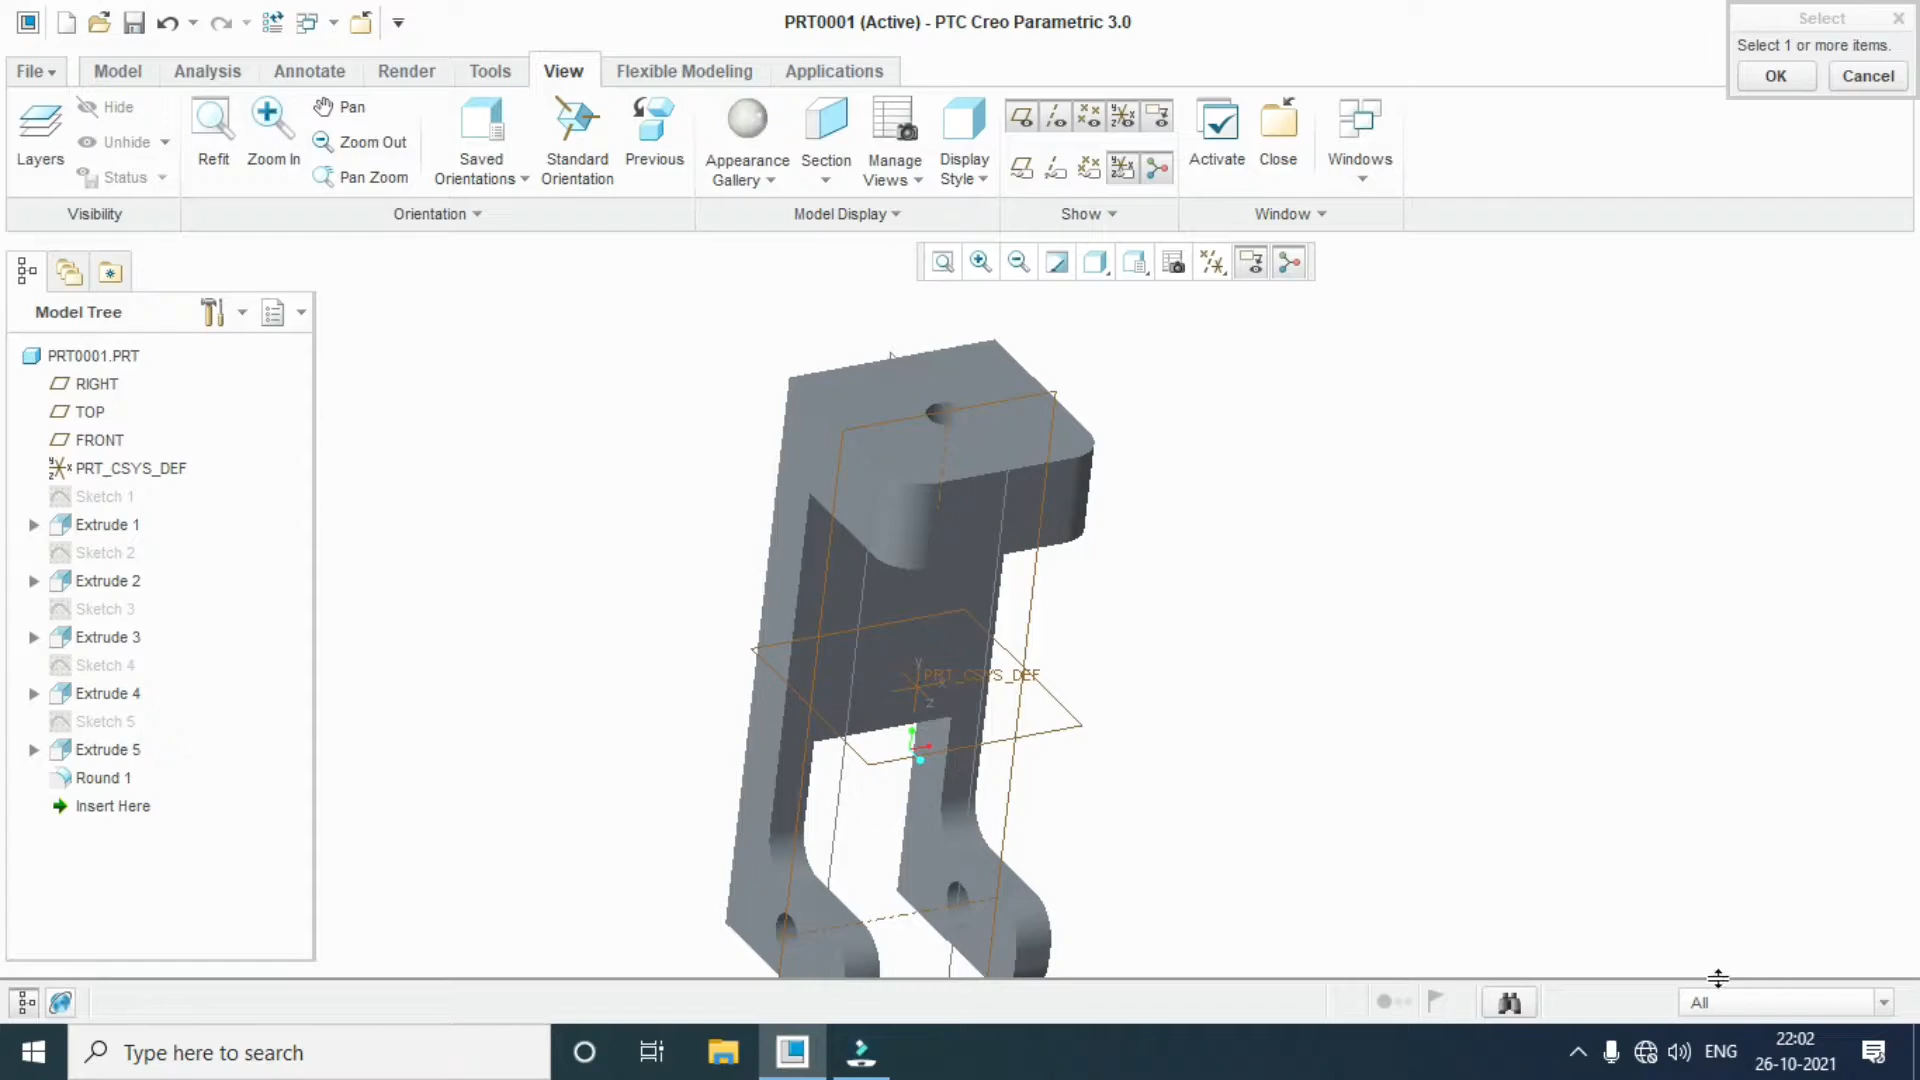 PRT0001 (Active) - PTC Creo Parametric 3.0
Select
Select 1 or more items.
OK
Cancel
File
Model
Analysis
Annotate
Render
Tools
View
Flexible Modeling
Applications
Layers
Hide
Unhide
Status
Refit
Zoom In
Pan
Zoom Out
Pan Zoom
Saved
Orientations
Standard
Orientation
Previous
Appearance
Gallery
Section
Manage
Views
Display
Style
Activate
Close
Windows
Visibility
Orientation
Model Display
Show
Window
Model Tree
PRT0001.PRT
RIGHT
TOP
FRONT
PRT_CSYS_DEF
Sketch 1
Extrude 1
Sketch 2
Extrude 2
Sketch 3
Extrude 3
Sketch 4
Extrude 4
Sketch 5
Extrude 5
Round 1
Insert Here
PRT_CSYS_DEF
Y
X
Z
All
Type here to search
ENG
22:02
26-10-2021